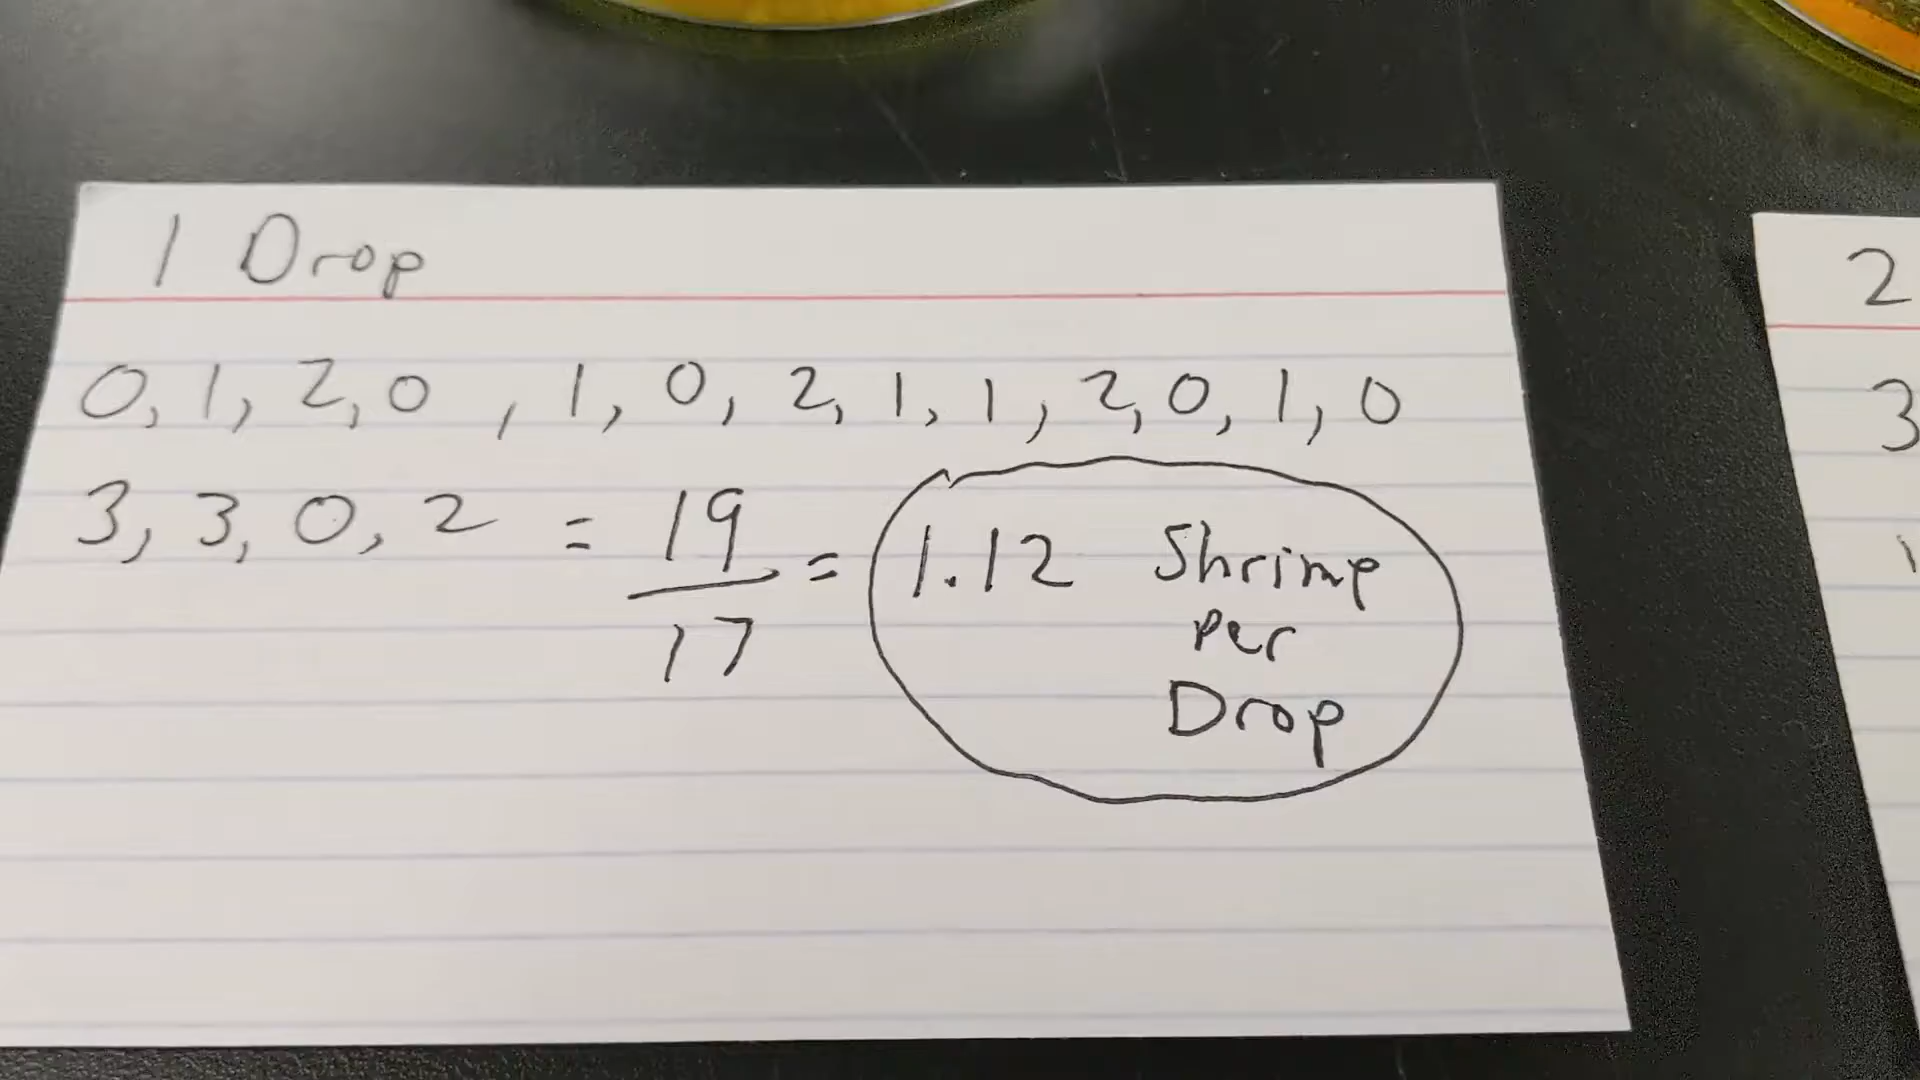 1 Drop
0, 1, 2, 0 , 1, 0, 2, 1, 1, 2, 0, 1, 0
3, 3, 0, 2 = 19/17 = 1.12 Shrimp
per
Drop
2
3
1